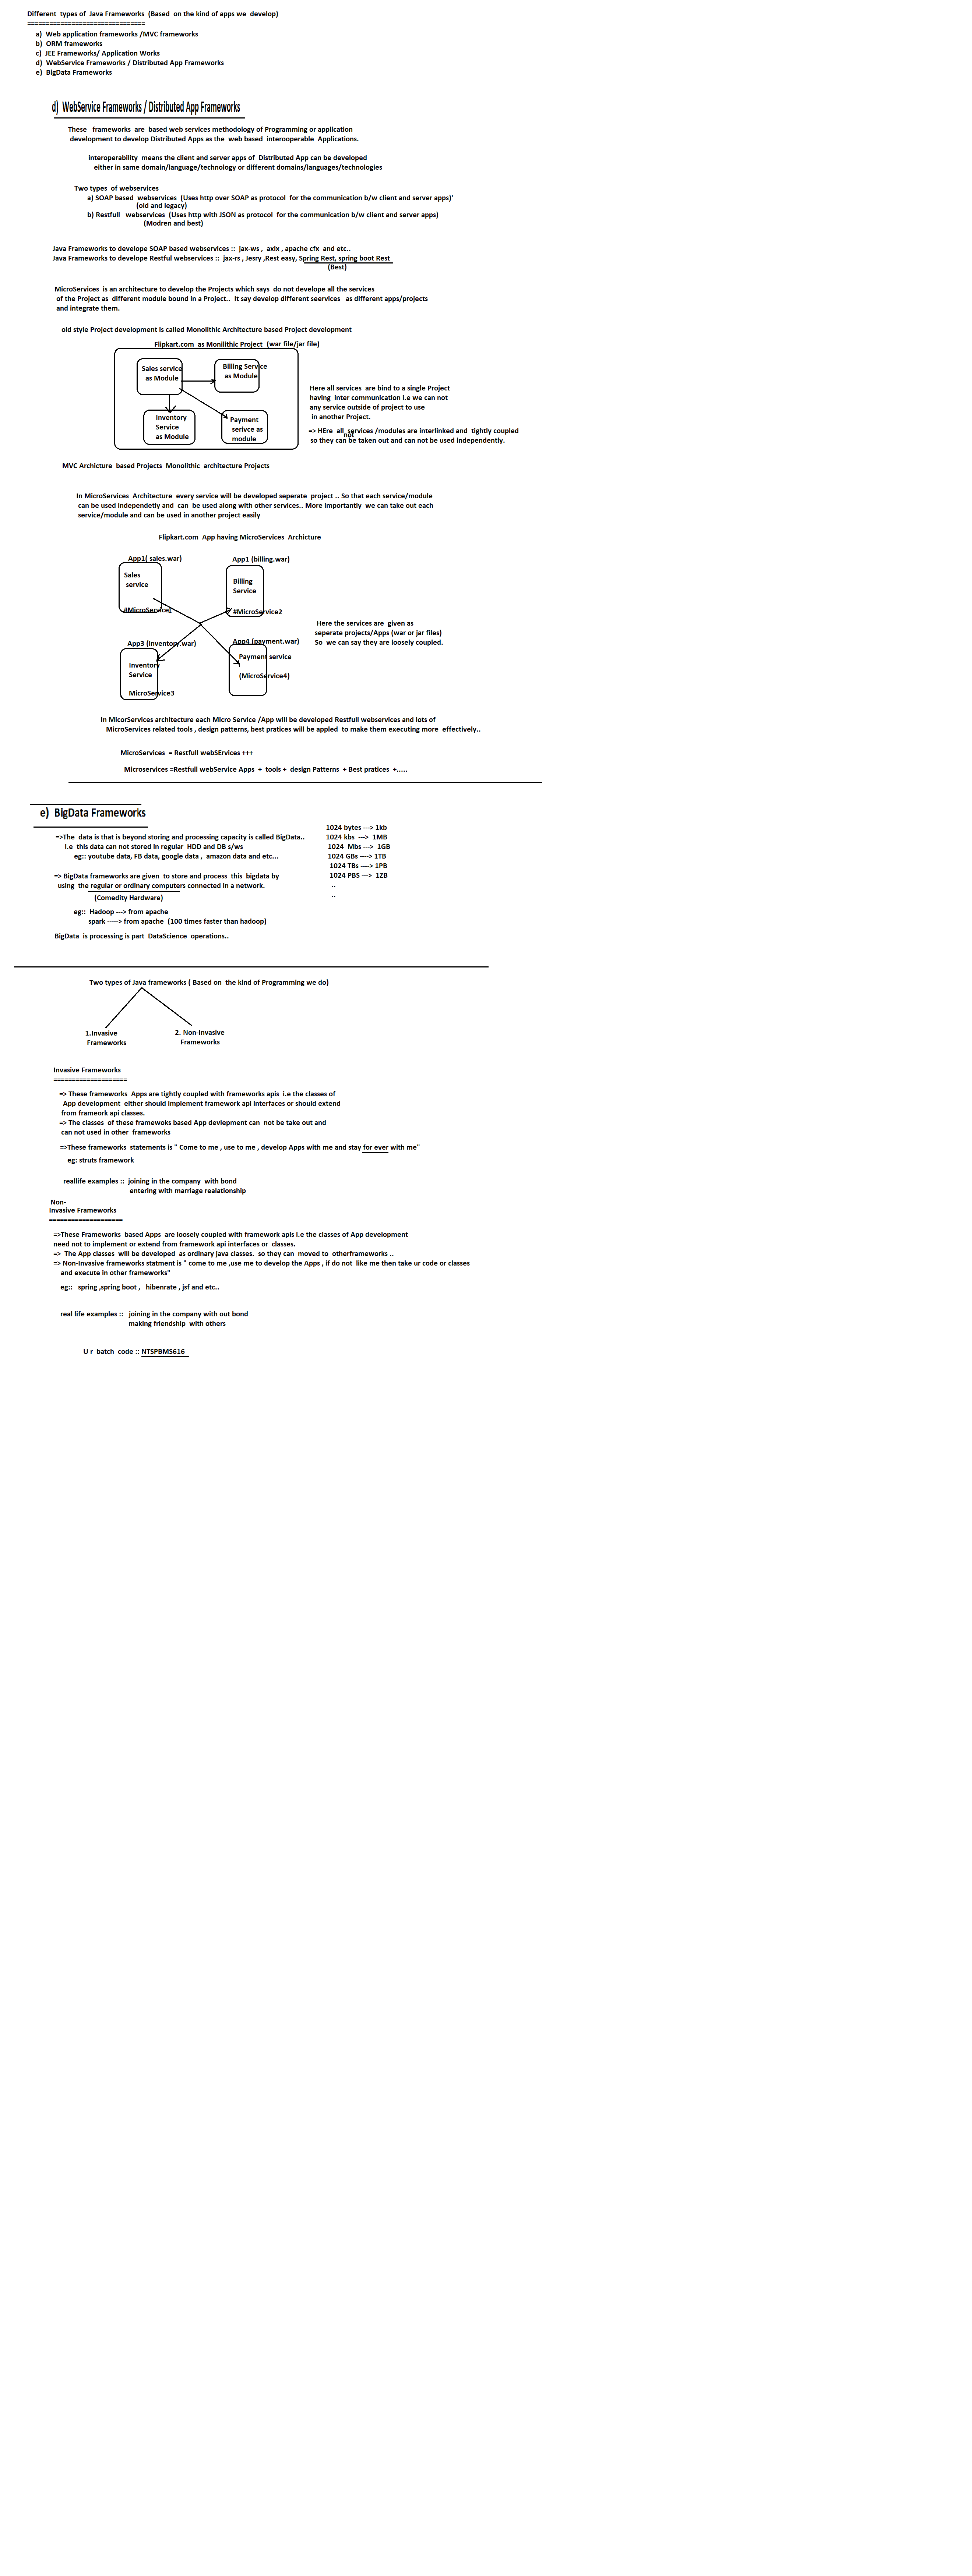 Different types of Java Frameworks (Based on the kind of apps we develop)
================================
a) Web application frameworks /MVC frameworks
b) ORM frameworks
c) JEE Frameworks/ Application Works
d) WebService Frameworks / Distributed App Frameworks
e) BigData Frameworks
d) WebService Frameworks / Distributed App Frameworks
These frameworks are based web services methodology of Programming or application
development to develop Distributed Apps as the web based interooperable Applications.
interoperability means the client and server apps of Distributed App can be developed
either in same domain/language/technology or different domains/languages/technologies
Two types of webservices
a) SOAP based webservices (Uses http over SOAP as protocol for the communication b/w client and server apps)'
(old and legacy)
b) Restfull webservices (Uses http with JSON as protocol for the communication b/w client and server apps)
(Modren and best)
Java Frameworks to develope SOAP based webservices :: jax-ws , axix , apache cfx and etc..
Java Frameworks to develope Restful webservices :: jax-rs , Jesry ,Rest easy, Spring Rest, spring boot Rest
(Best)
MicroServices is an architecture to develop the Projects which says do not develope all the services
of the Project as different module bound in a Project.. It say develop different seervices as different apps/projects
and integrate them.
old style Project development is called Monolithic Architecture based Project development
Flipkart.com as Monilithic Project (war file/jar file)
Sales service
as Module
Billing Service
as Module
Inventory
Service
as Module
Payment
serivce as
module
Here all services are bind to a single Project
having inter communication i.e we can not
any service outside of project to use
in another Project.
=> HEre all services /modules are interlinked and tightly coupled
not
so they can be taken out and can not be used independently.
MVC Archicture based Projects Monolithic architecture Projects
In MicroServices Architecture every service will be developed seperate project .. So that each service/module
can be used independetly and can be used along with other services.. More importantly we can take out each
service/module and can be used in another project easily
Flipkart.com App having MicroServices Archicture
App1( sales.war)
App1 (billing.war)
Sales
service
#MicroService1
Billing
Service
#MicroService2
App3 (inventory.war)
App4 (payment.war)
Inventory
Service
MicroService3
Payment service
(MicroService4)
Here the services are given as
seperate projects/Apps (war or jar files)
So we can say they are loosely coupled.
In MicorServices architecture each Micro Service /App will be developed Restfull webservices and lots of
MicroServices related tools , design patterns, best pratices will be appled to make them executing more effectively..
MicroServices = Restfull webSErvices +++
Microservices =Restfull webService Apps + tools + design Patterns + Best pratices +.....
e) BigData Frameworks
=>The data is that is beyond storing and processing capacity is called BigData..
i.e this data can not stored in regular HDD and DB s/ws
eg:: youtube data, FB data, google data , amazon data and etc...
=> BigData frameworks are given to store and process this bigdata by
using the regular or ordinary computers connected in a network.
(Comedity Hardware)
eg:: Hadoop ---> from apache
spark -----> from apache (100 times faster than hadoop)
BigData is processing is part DataScience operations..
1024 bytes ---> 1kb
1024 kbs ---> 1MB
1024 Mbs ---> 1GB
1024 GBs ----> 1TB
1024 TBs ----> 1PB
1024 PBS ---> 1ZB
..
..
Two types of Java frameworks ( Based on the kind of Programming we do)
1.Invasive
Frameworks
2. Non-Invasive
Frameworks
Invasive Frameworks
====================
=> These frameworks Apps are tightly coupled with frameworks apis i.e the classes of
App development either should implement framework api interfaces or should extend
from frameork api classes.
=> The classes of these framewoks based App devlepment can not be take out and
can not used in other frameworks
=>These frameworks statements is " Come to me , use to me , develop Apps with me and stay for ever with me"
eg: struts framework
reallife examples :: joining in the company with bond
entering with marriage realationship
Non-
Invasive Frameworks
====================
=>These Frameworks based Apps are loosely coupled with framework apis i.e the classes of App development
need not to implement or extend from framework api interfaces or classes.
=> The App classes will be developed as ordinary java classes. so they can moved to otherframeworks ..
=> Non-Invasive frameworks statment is " come to me ,use me to develop the Apps , if do not like me then take ur code or classes
and execute in other frameworks"
eg:: spring ,spring boot , hibenrate , jsf and etc..
real life examples :: joining in the company with out bond
making friendship with others
U r batch code :: NTSPBMS616